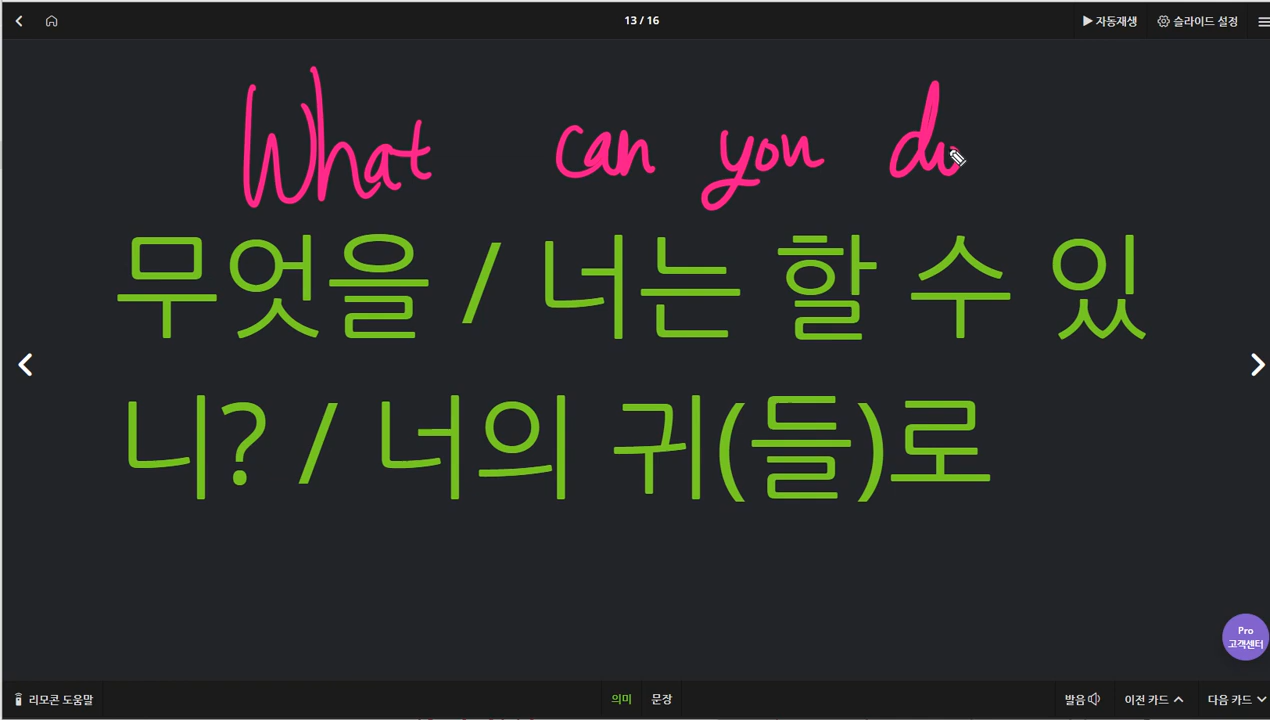 13 / 16
자동재생
슬라이드 설정
What can you do
무엇을 / 너는 할 수 있
니? / 너의 귀(들)로
Pro
고객센터
리모콘 도움말
의미
문장
발음
이전 카드
다음 카드